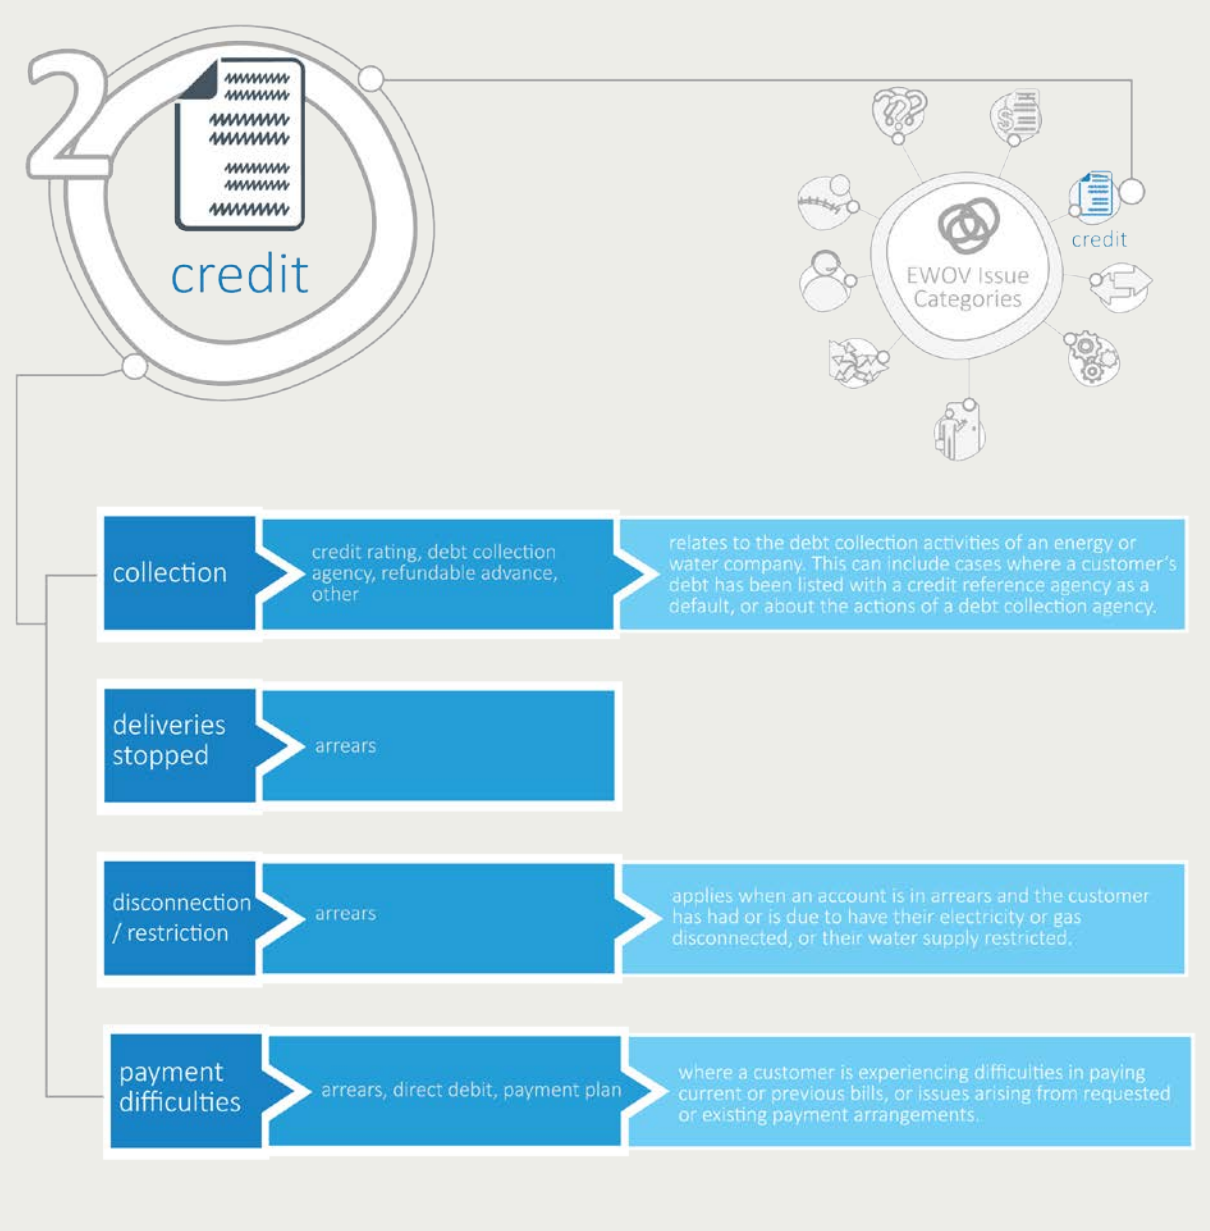 2
credit
???
$
credit
EWOV Issue
Categories
collection
credit rating, debt collection
agency, refundable advance,
other
relates to the debt collection activities of an energy or
water company. This can include cases where a customer's
debt has been listed with a credit reference agency as a
default, or about the actions of a debt collection agency.
deliveries
stopped
arrears
disconnection
/ restriction
arrears
applies when an account is in arrears and the customer
has had or is due to have their electricity or gas
disconnected, or their water supply restricted.
payment
difficulties
arrears, direct debit, payment plan
where a customer is experiencing difficulties in paying
current or previous bills, or issues arising from requested
or existing payment arrangements.